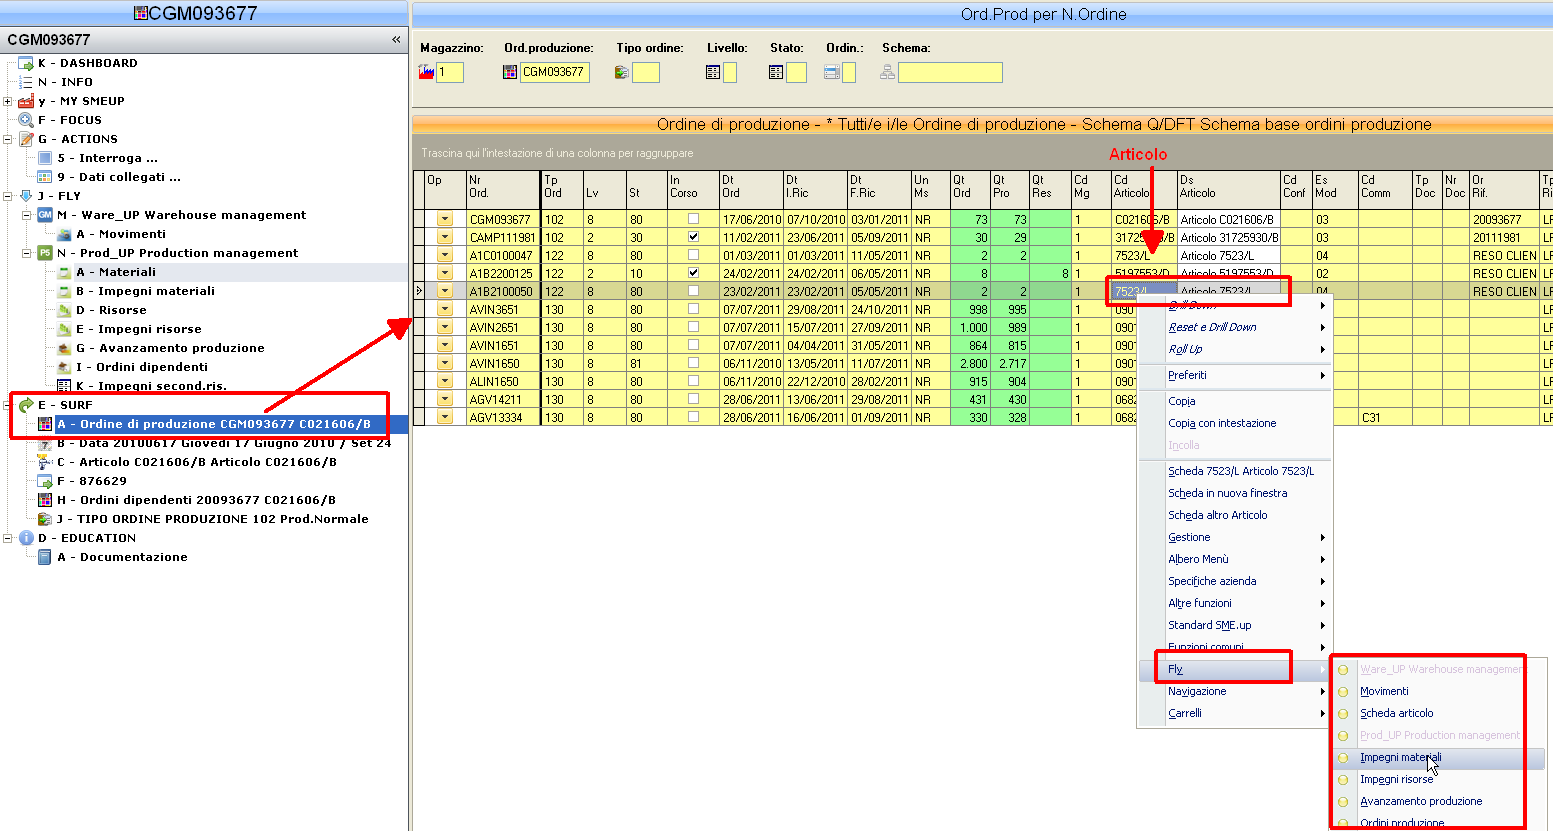 CGM093677
CGM093677 «
K - DASHBOARD
N - INFO
y - MY SMEUP
F - FOCUS
G - ACTIONS
5 - Interroga ...
9 - Dati collegati ...
J - FLY
M - Ware_UP Warehouse management
A - Movimenti
N - Prod_UP Production management
A - Materiali
B - Impegni materiali
D - Risorse
E - Impegni risorse
G - Avanzamento produzione
I - Ordini dipendenti
K - Impegni second.ris.
E - SURF
A - Ordine di produzione CGM093677 C021606/B
B - Data 20100617 Giovedì 17 Giugno 2010 / Set 24
C - Articolo C021606/B Articolo C021606/B
F - 876629
H - Ordini dipendenti 20093677 C021606/B
J - TIPO ORDINE PRODUZIONE 102 Prod.Normale
D - EDUCATION
A - Documentazione
Ord.Prod per N.Ordine
Magazzino: Ord.produzione: Tipo ordine: Livello: Stato: Ordin.: Schema:
1 CGM093677
Ordine di produzione - * Tutti/e i/le Ordine di produzione - Schema Q/DFT Schema base ordini produzione
Trascina qui l'intestazione di una colonna per raggruppare
Articolo
Op Nr Ord. Tp Ord Lv St In Corso Dt Ord Dt I.Ric Dt F.Ric Un Ms Qt Ord Qt Pro Qt Res Cd Mg Cd Articolo Ds Articolo Cd Conf Es Mod Cd Comm Tp Doc Nr Doc Or Rif. Tp
CGM093677 102 8 80 17/06/2010 07/10/2010 03/01/2011 NR 73 73 1 C021606/B Articolo C021606/B 03 20093677
CAMP111981 102 2 30 11/02/2011 23/06/2011 05/09/2011 NR 30 29 1 31725930/B Articolo 31725930/B 03 20111981
A1C0100047 122 8 80 01/03/2011 01/03/2011 11/05/2011 NR 2 2 1 7523/L Articolo 7523/L 04 RESO CLIEN
A1B2200125 122 2 10 24/02/2011 24/02/2011 06/05/2011 NR 8 8 1 5197553/D Articolo 5197553/D 02 RESO CLIEN
A1B2100050 122 8 80 23/02/2011 23/02/2011 05/05/2011 NR 2 2 1 7523/L Articolo 7523/L 04 RESO CLIEN
AVIN3651 130 8 80 07/07/2011 29/08/2011 24/10/2011 NR 998 995 1 090
AVIN2651 130 8 80 07/07/2011 15/07/2011 27/09/2011 NR 1.000 989 1 090
AVIN1651 130 8 80 07/07/2011 04/04/2011 31/05/2011 NR 864 815 1 090
AVIN1650 130 8 81 06/11/2010 13/05/2011 11/07/2011 NR 2.800 2.717 1 090
ALIN1650 130 8 80 06/11/2010 22/12/2010 28/02/2011 NR 915 904 1 090
AGV14211 130 8 80 28/06/2011 13/06/2011 29/08/2011 NR 431 430 1 068
AGV13334 130 8 80 28/06/2011 16/06/2011 01/09/2011 NR 330 328 1 068 C31
Drill Down
Reset e Drill Down
Roll Up
Preferiti
Copia
Copia con intestazione
Incolla
Scheda 7523/L Articolo 7523/L
Scheda in nuova finestra
Scheda altro Articolo
Gestione
Albero Menù
Specifiche azienda
Altre funzioni
Standard SME.up
Funzioni comuni
Fly
Navigazione
Carrelli
Ware_UP Warehouse management
Movimenti
Scheda articolo
Prod_UP Production management
Impegni materiali
Impegni risorse
Avanzamento produzione
Ordini produzione